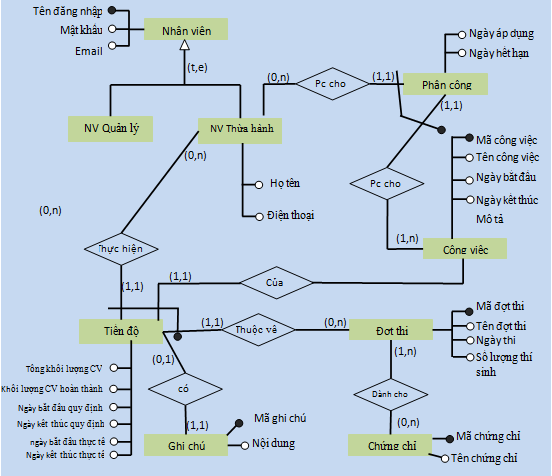 Tên đăng nhập
Mật khẩu
Email
Nhân viên
(t,e)
NV Quản lý
NV Thừa hành
(0,n)
Pc cho
(1,1)
Phân công
Ngày áp dụng
Ngày hêt hạn
(1,1)
(0,n)
Họ tên
Điện thoại
Pc cho
Mã công việc
Tên công việc
Ngày bắt đầu
Ngày kết thúc
Mô tả
(0,n)
Thực hiện
(1,n)
Công viêc
(1,1)
(1,1)
Của
Tiến độ
(1,1)
Thuộc về
(0,n)
Đợt thi
Mã đợt thi
Tên đợt thi
Ngày thi
Số lượng thí
sinh
(0,1)
(1,n)
Tổng khối lượng CV
Khối lượng CV hoàn thành
Ngày bắt đầu quy định
Ngày kết thúc quy định
ngày bắt đầu thực tế
Ngày kết thúc thực tế
có
Dành cho
(1,1)
Mã ghi chú
(0,n)
Ghi chú
Nội dung
Chứng chỉ
Mã chứng chỉ
Tên chứng chỉ